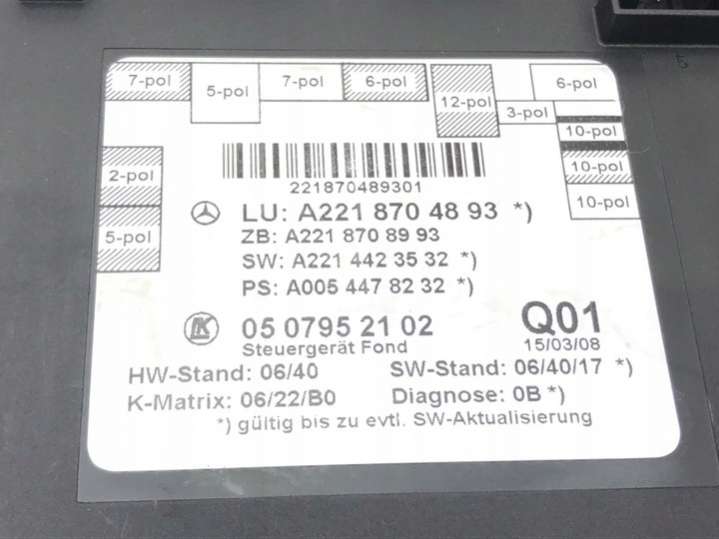 7-pol
5-pol
7-pol
6-pol
12-pol
3-pol
6-pol
10-pol
10-pol
10-pol
2-pol
5-pol
221870489301
LU: A221 870 48 93 *)
ZB: A221 870 89 93
SW: A221 442 35 32 *)
PS: A005 447 82 32 *)
LK
05 0795 21 02
Q01
Steuergerät Fond
15/03/08
HW-Stand: 06/40
SW-Stand: 06/40/17 *)
K-Matrix: 06/22/B0
Diagnose: 0B *)
*) gültig bis zu evtl. SW-Aktualisierung